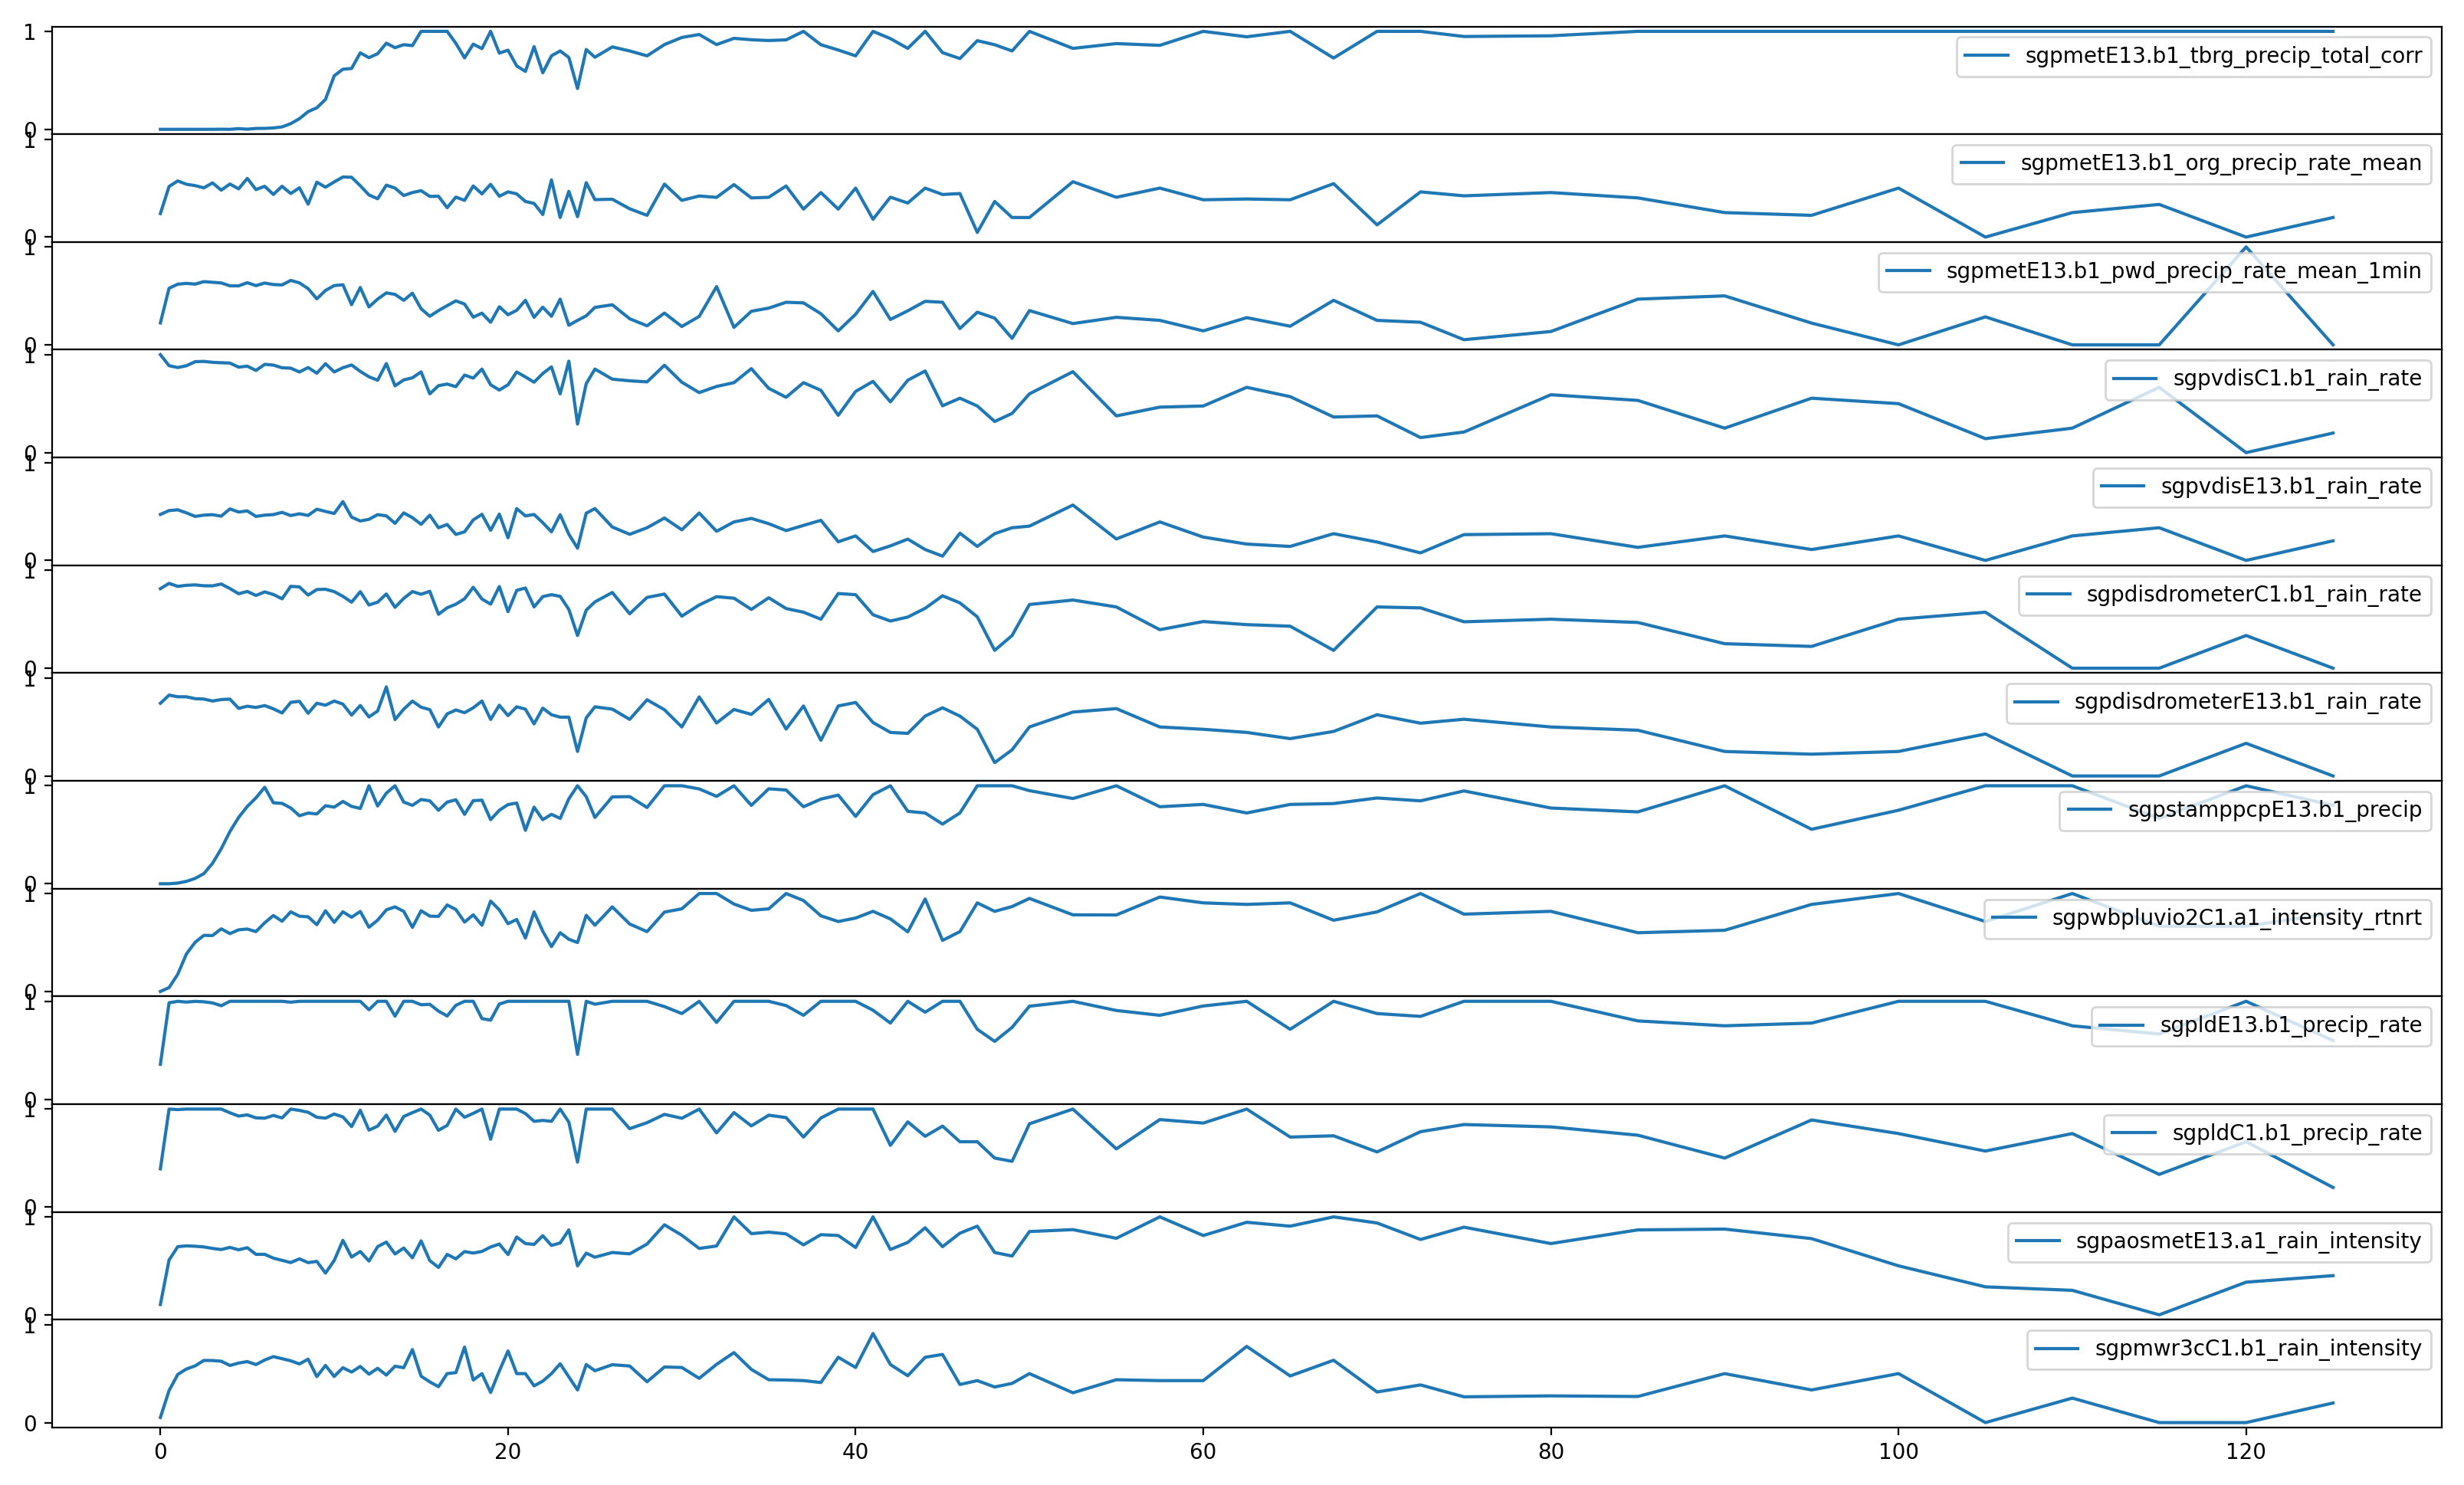 1
sgpmetE13.b1_tbrg_precip_total_corr
0
1
sgpmetE13.b1_org_precip_rate_mean
0
1
sgpmetE13.b1_pwd_precip_rate_mean_1min
0
1
sgpvdisC1.b1_rain_rate
0
1
sgpvdisE13.b1_rain_rate
0
1
sgpdisdrometerC1.b1_rain_rate
0
1
sgpdisdrometerE13.b1_rain_rate
0
1
sgpstamppcpE13.b1_precip
0
1
sgpwbpluvio2C1.a1_intensity_rtnrt
0
1
sgpldE13.b1_precip_rate
0
1
sgpldC1.b1_precip_rate
0
1
sgpaosmetE13.a1_rain_intensity
0
1
sgpmwr3cC1.b1_rain_intensity
0
0 20 40 60 80 100 120